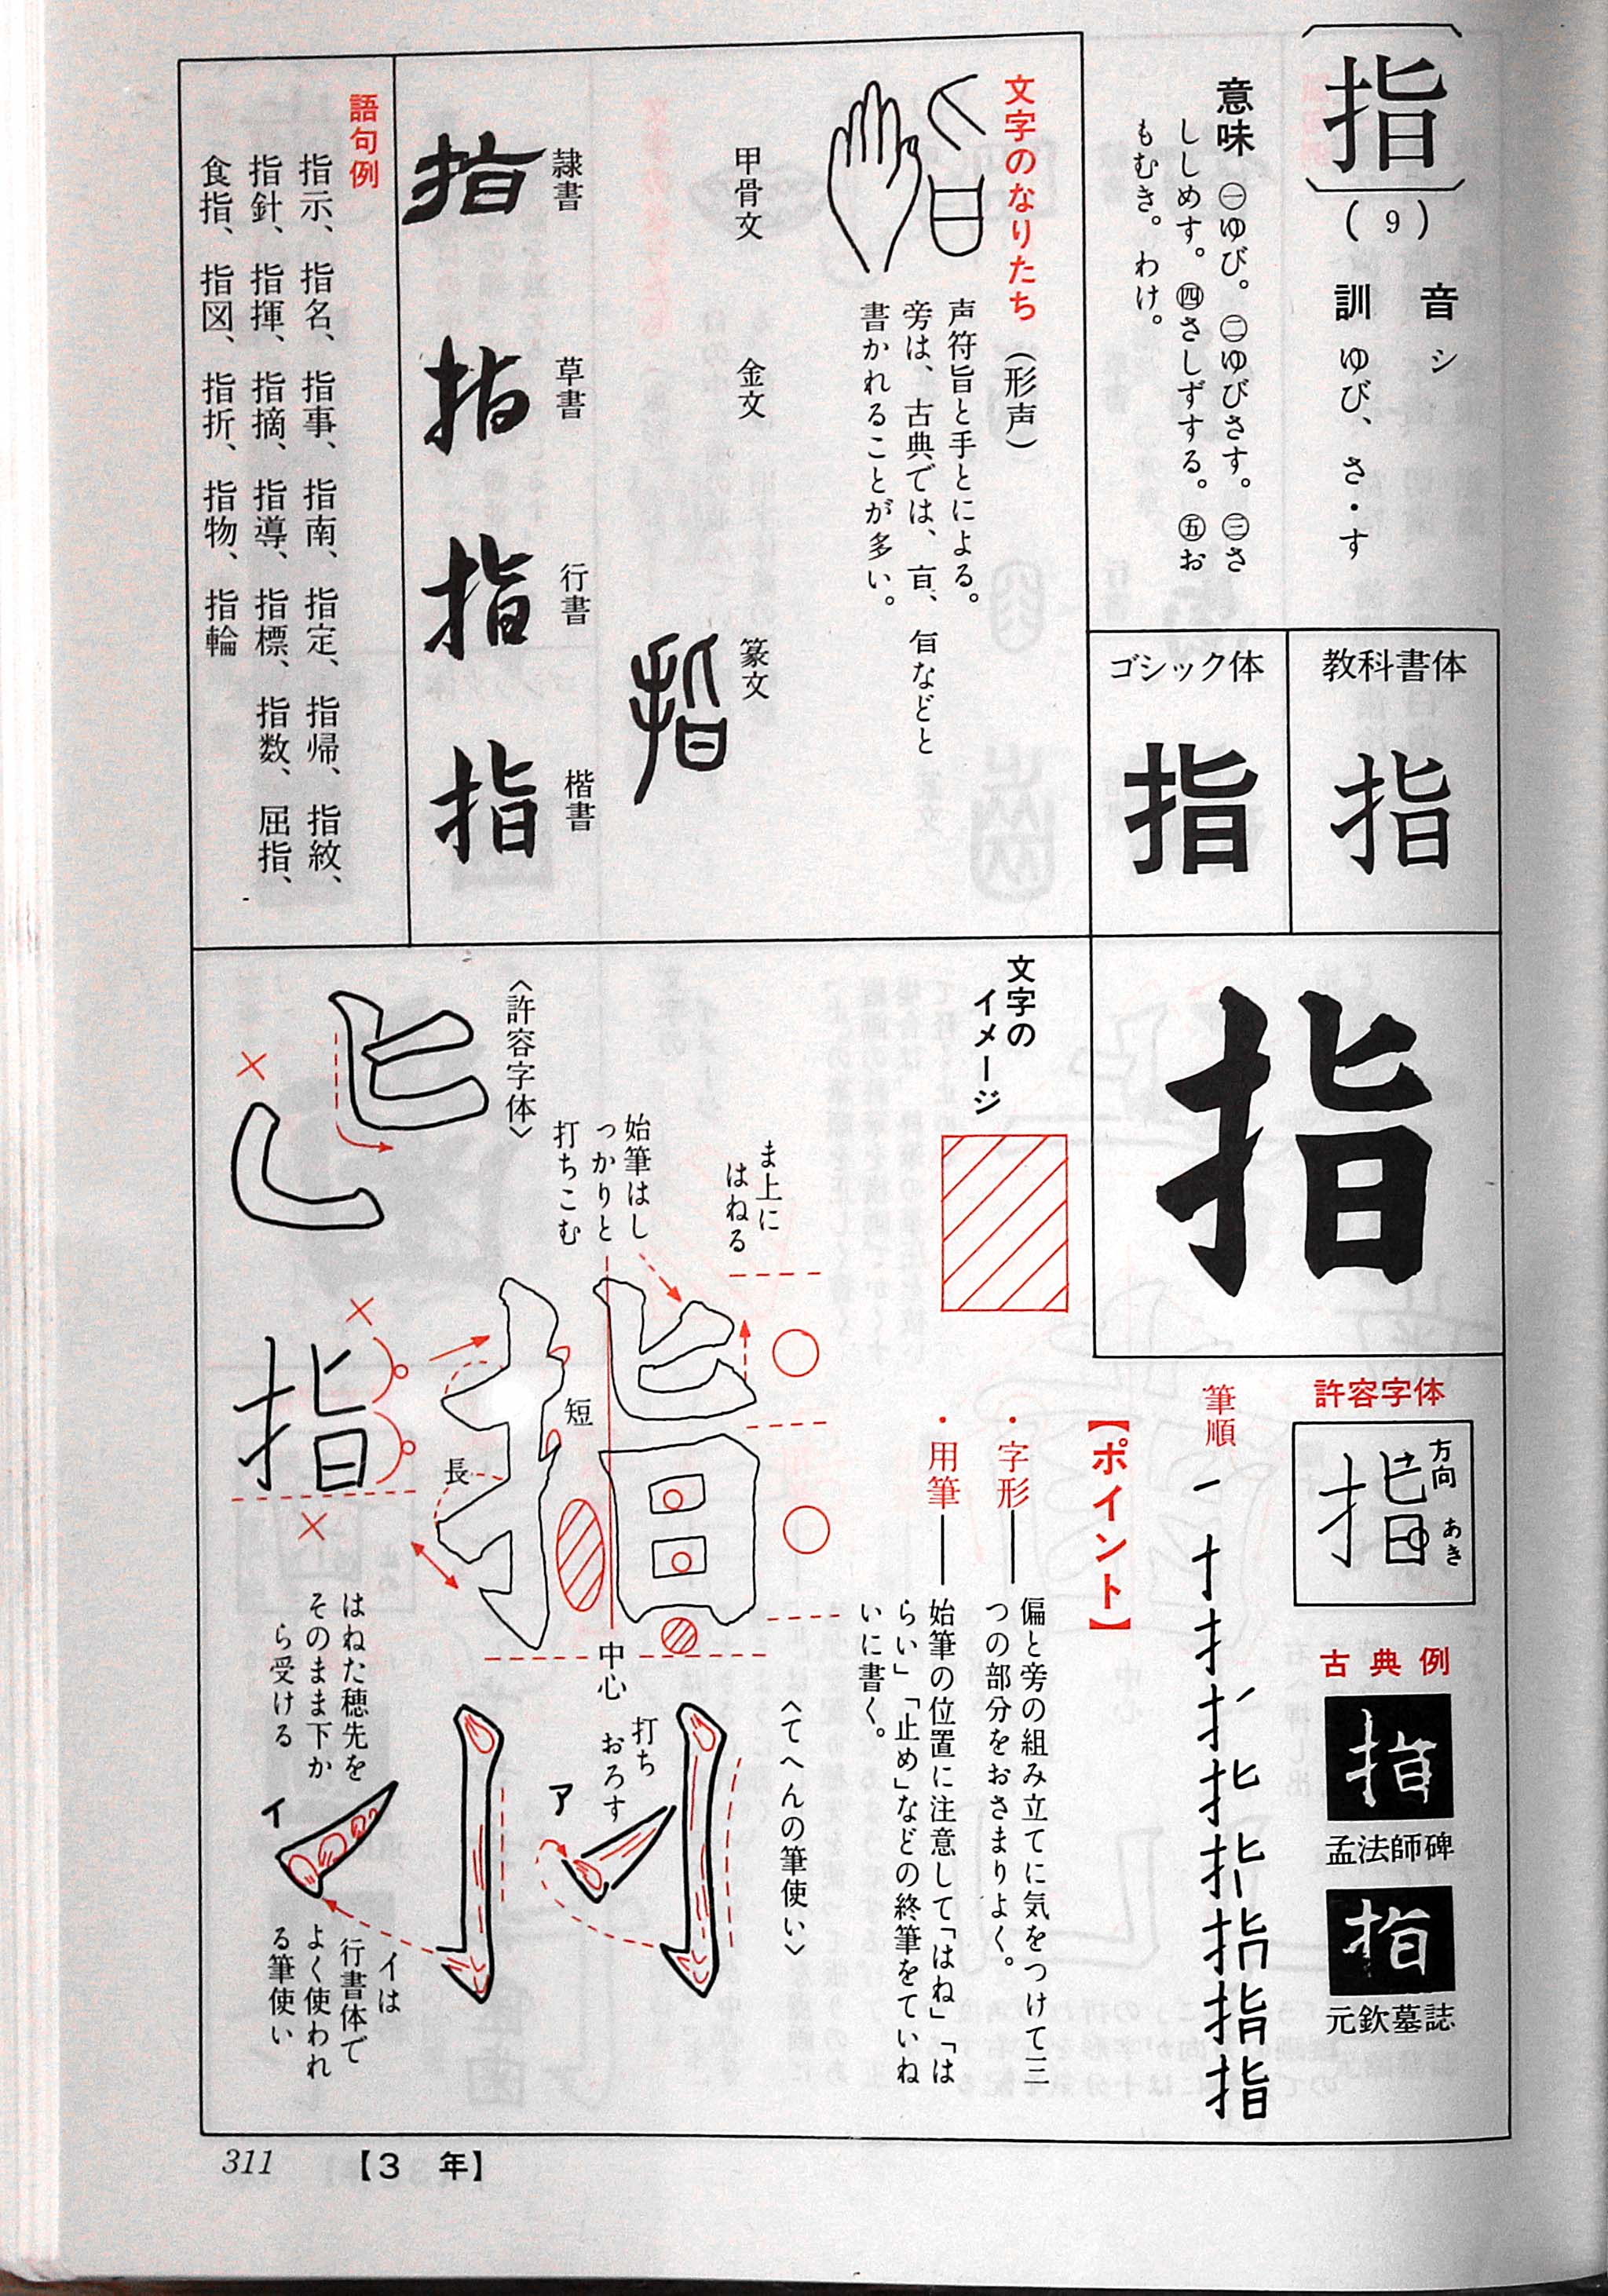 指
(9)
音 シ
訓 ゆび、さ・す
意味 ㊀ゆび。㊁ゆびさす。㊂さ
ししめす。㊃さしずする。㊄お
もむき。わけ。
教科書体
指
ゴシック体
指
文字のなりたち (形声)
声符旨と手とによる。
旁は、古典では、㫖、𣅀などと
書かれることが多い。
甲骨文
金文
篆文
指
隷書
指
草書
指
行書
指
楷書
指
語句例
指示、指名、指事、指南、指定、指帰、指紋、
指針、指揮、指摘、指導、指標、指数、屈指、
食指、指図、指折、指物、指輪
指
許容字体
指
方向
あき
古典例
指
孟法師碑
指
元欽墓誌
筆順
指
【ポイント】
・字形――偏と旁の組み立てに気をつけて三
つの部分をおさまりよく。
・用筆――始筆の位置に注意して「はね」「は
らい」「止め」などの終筆をていね
いに書く。
文字の
イメージ
ま上に
はねる
始筆はし
っかりと
打ちこむ
〈許容字体〉
指
短
長
中心
指
〈てへんの筆使い〉
打ち
おろす
ア
はねた穂先を
そのまま下か
ら受ける
イ
イは
行書体で
よく使われ
る筆使い
311
【3 年】